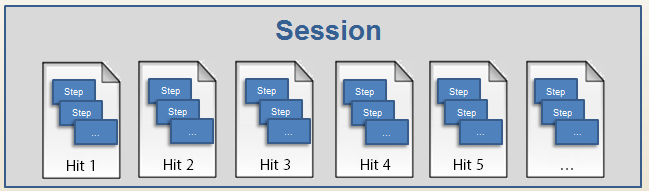 Session
Step
Step
...
Hit 1
Step
Step
...
Hit 2
Step
Step
...
Hit 3
Step
Step
...
Hit 4
Step
Step
...
Hit 5
Step
Step
...
...